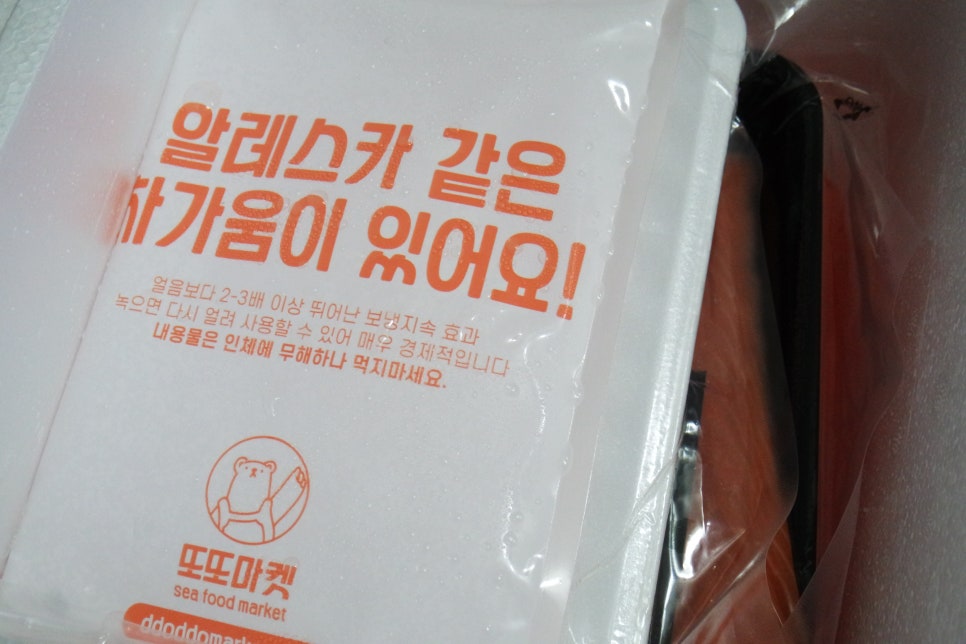 알레스카 같은
차가움이 있어요!
얼음보다 2-3배 이상 뛰어난 보냉지속 효과
녹으면 다시 얼려 사용할 수 있어 매우 경제적입니다
내용물은 인체에 무해하나 먹지마세요.
또또마켓
sea food market